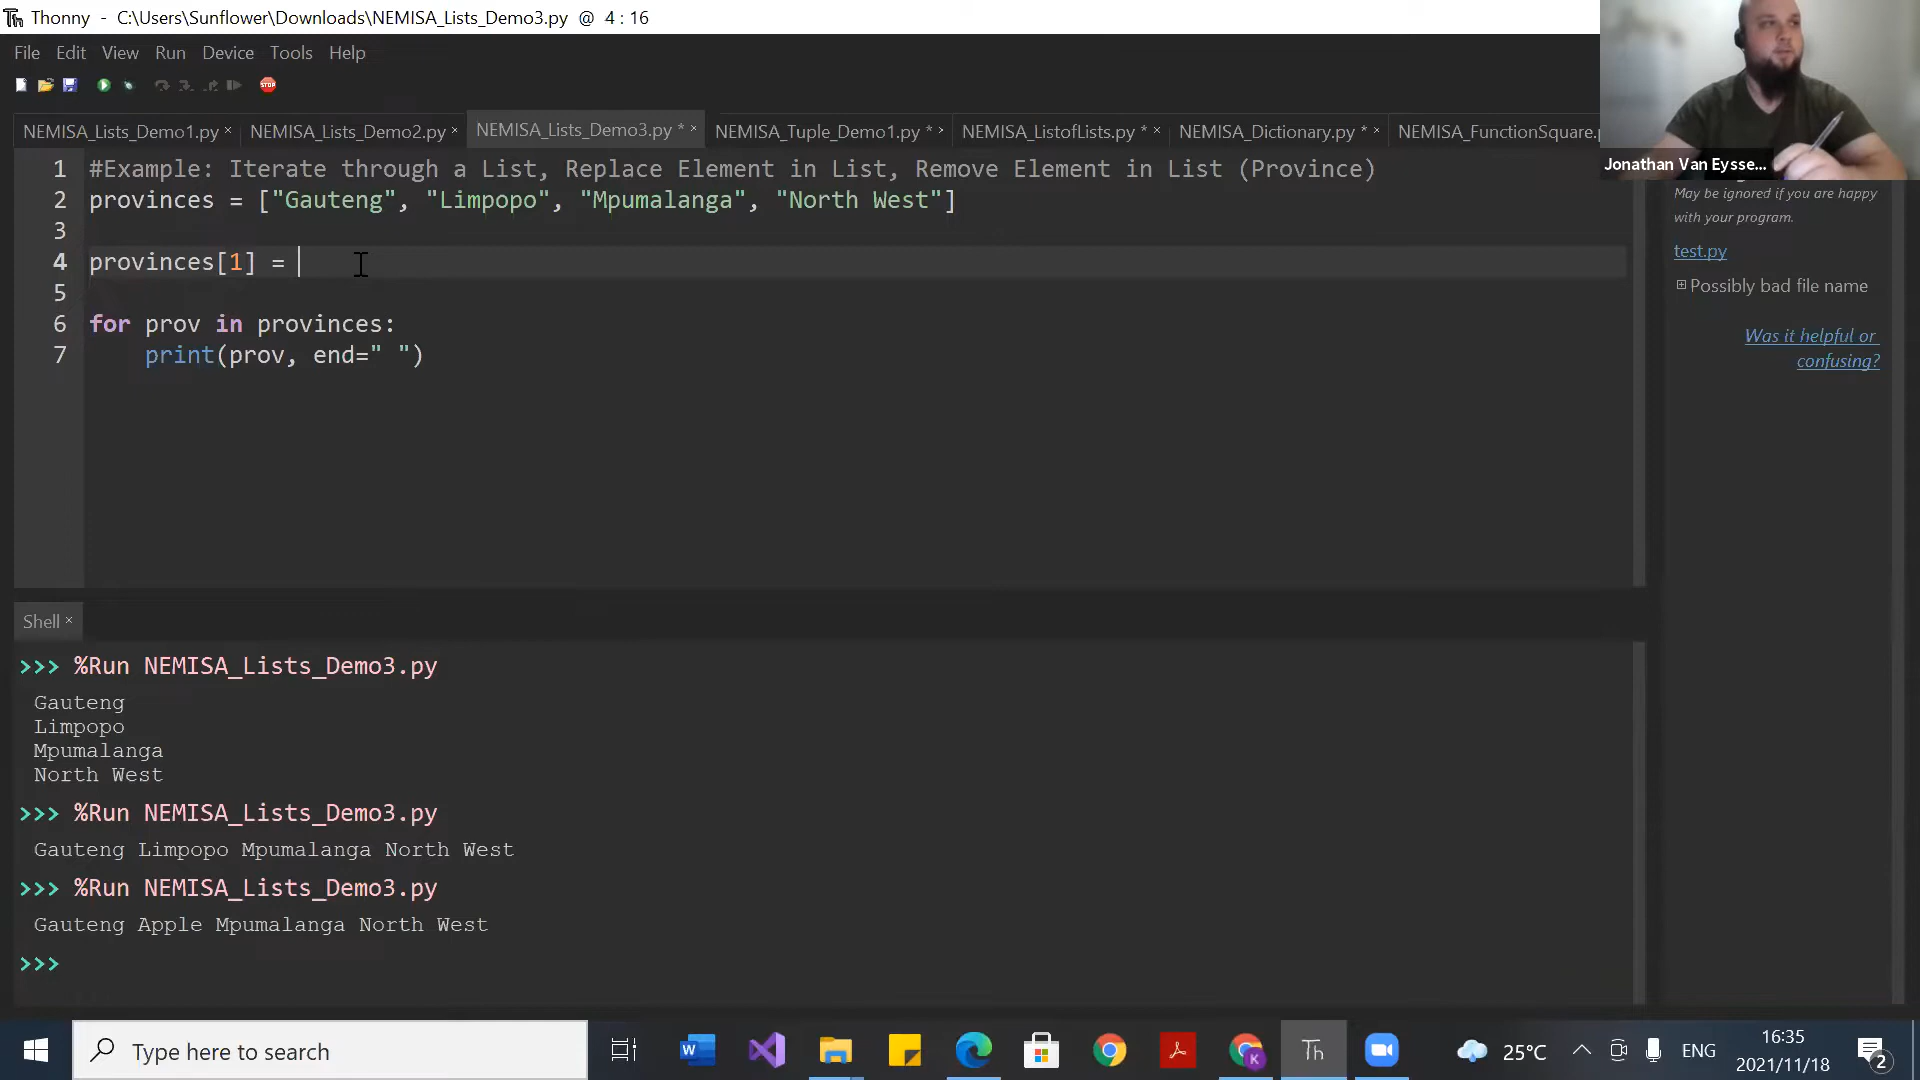 Thonny - C:\Users\Sunflower\Downloads\NEMISA_Lists_Demo3.py @ 4 : 16
File Edit View Run Device Tools Help
STOP
NEMISA_Lists_Demo1.py × NEMISA_Lists_Demo2.py × NEMISA_Lists_Demo3.py * × NEMISA_Tuple_Demo1.py * × NEMISA_ListofLists.py * × NEMISA_Dictionary.py * × NEMISA_FunctionSquare.p
Jonathan Van Eysse...
1 #Example: Iterate through a List, Replace Element in List, Remove Element in List (Province)
2 provinces = ["Gauteng", "Limpopo", "Mpumalanga", "North West"]
3
4 provinces[1] =
5
6 for prov in provinces:
7 print(prov, end=" ")
May be ignored if you are happy
with your program.
test.py
Possibly bad file name
Was it helpful or
confusing?
Shell ×
>>> %Run NEMISA_Lists_Demo3.py
Gauteng
Limpopo
Mpumalanga
North West
>>> %Run NEMISA_Lists_Demo3.py
Gauteng Limpopo Mpumalanga North West
>>> %Run NEMISA_Lists_Demo3.py
Gauteng Apple Mpumalanga North West
>>>
Type here to search
W
K
Th
25°C
ENG
16:35
2021/11/18
2